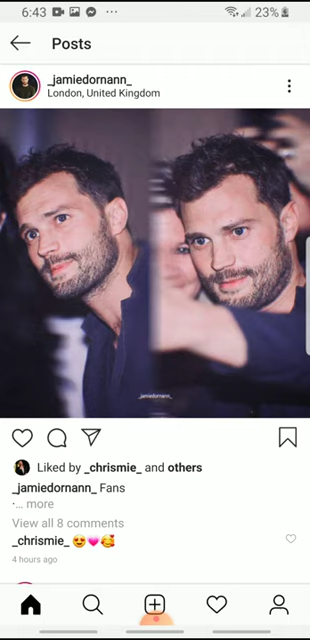 6:43 23%
Posts
_jamiedornann_
London, United Kingdom
_jamiedornann_
Liked by _chrismie_ and others
_jamiedornann_ Fans
·... more
View all 8 comments
_chrismie_ 😍💗🥰
4 hours ago